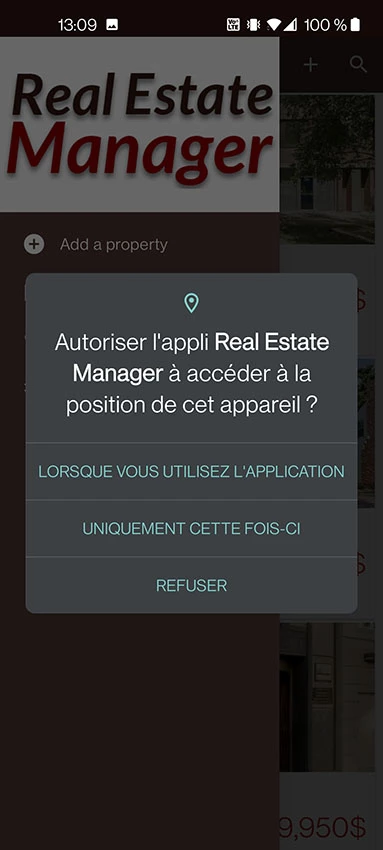 13:09
100 %
Real Estate
Manager
Add a property
$
Autoriser l'appli Real Estate
Manager à accéder à la
position de cet appareil ?
LORSQUE VOUS UTILISEZ L'APPLICATION
$
UNIQUEMENT CETTE FOIS-CI
REFUSER
9,950$